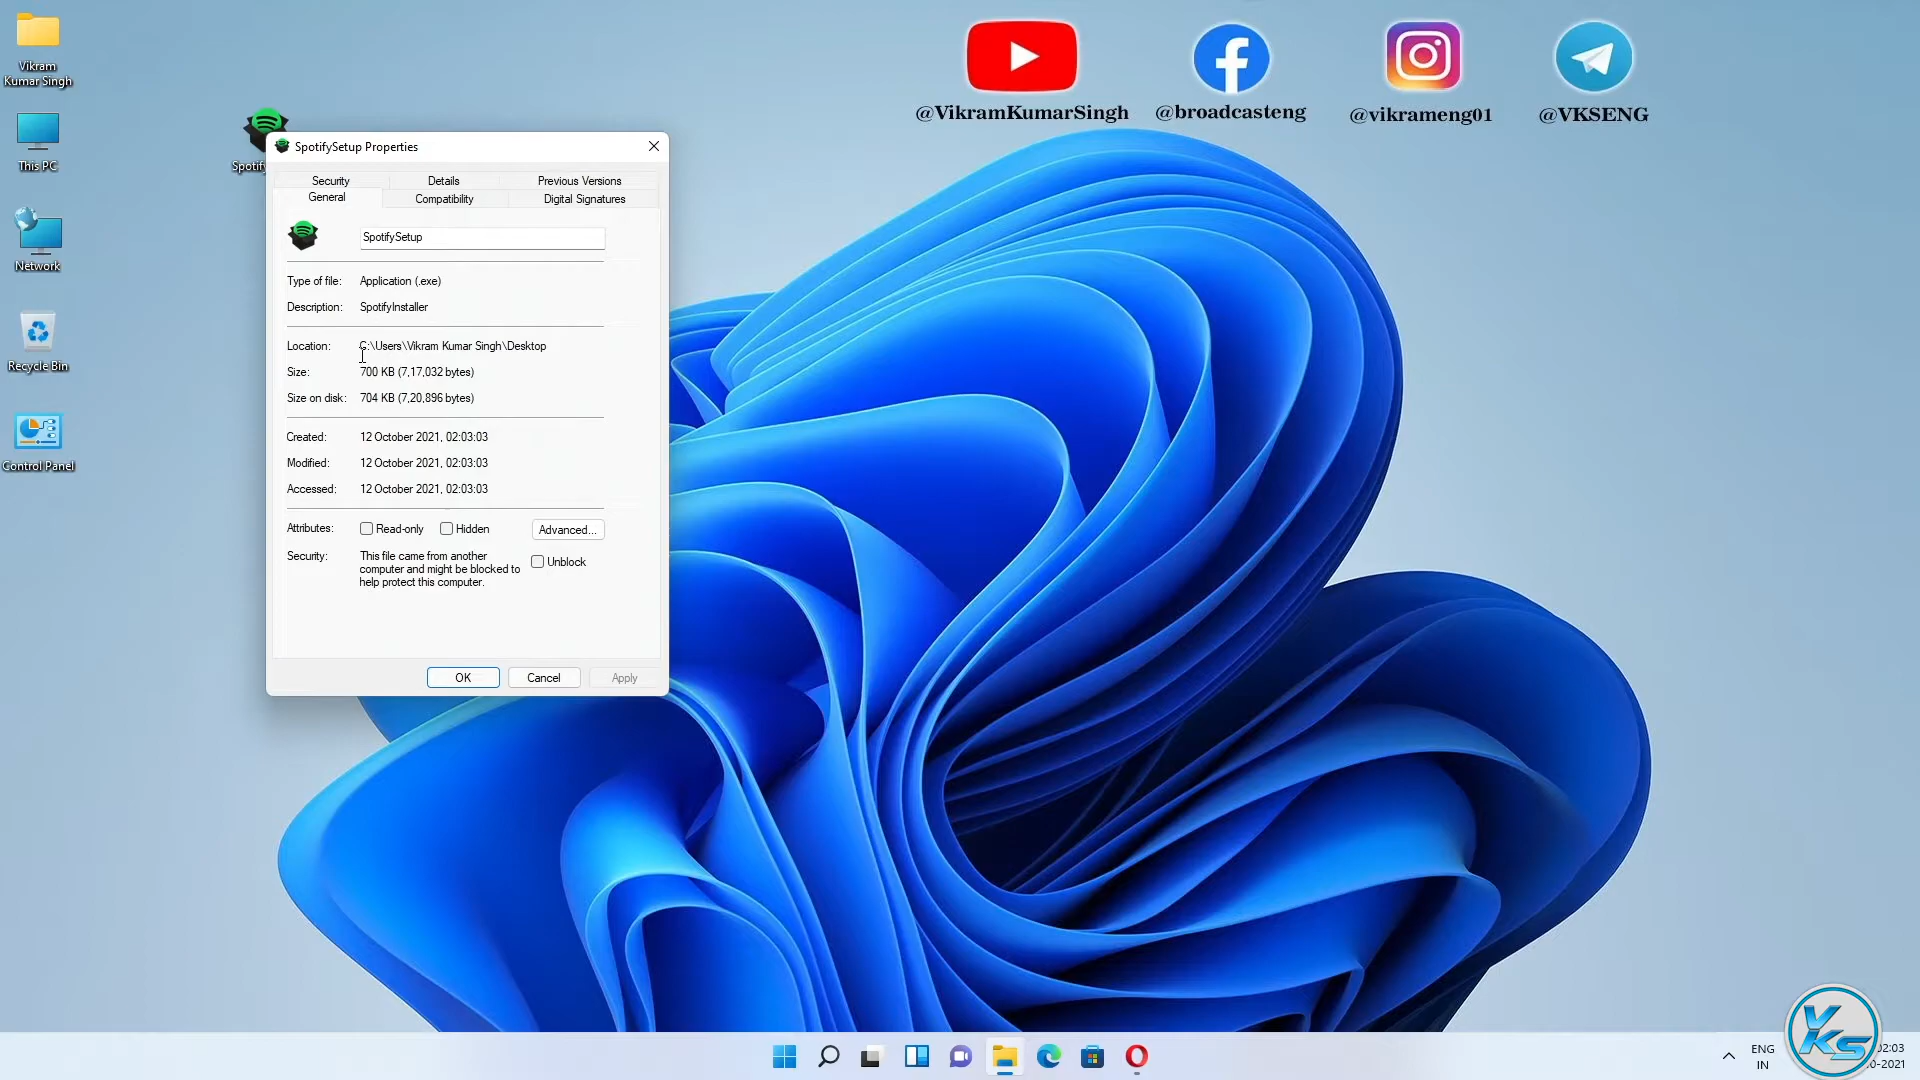 Vikram
Kumar Singh
This PC
Network
Recycle Bin
Control Panel
@VikramKumarSingh
@broadcasteng
@vikrameng01
@VKSENG
SpotifySetup Properties
Security
Details
Previous Versions
General
Compatibility
Digital Signatures
SpotifySetup
Type of file: Application (.exe)
Description: SpotifyInstaller
Location: C:\Users\Vikram Kumar Singh\Desktop
Size: 700 KB (7,17,032 bytes)
Size on disk: 704 KB (7,20,896 bytes)
Created: 12 October 2021, 02:03:03
Modified: 12 October 2021, 02:03:03
Accessed: 12 October 2021, 02:03:03
Attributes: Read-only Hidden Advanced...
Security: This file came from another
computer and might be blocked to
help protect this computer.
Unblock
OK Cancel Apply
ENG
IN
VKS
02:03